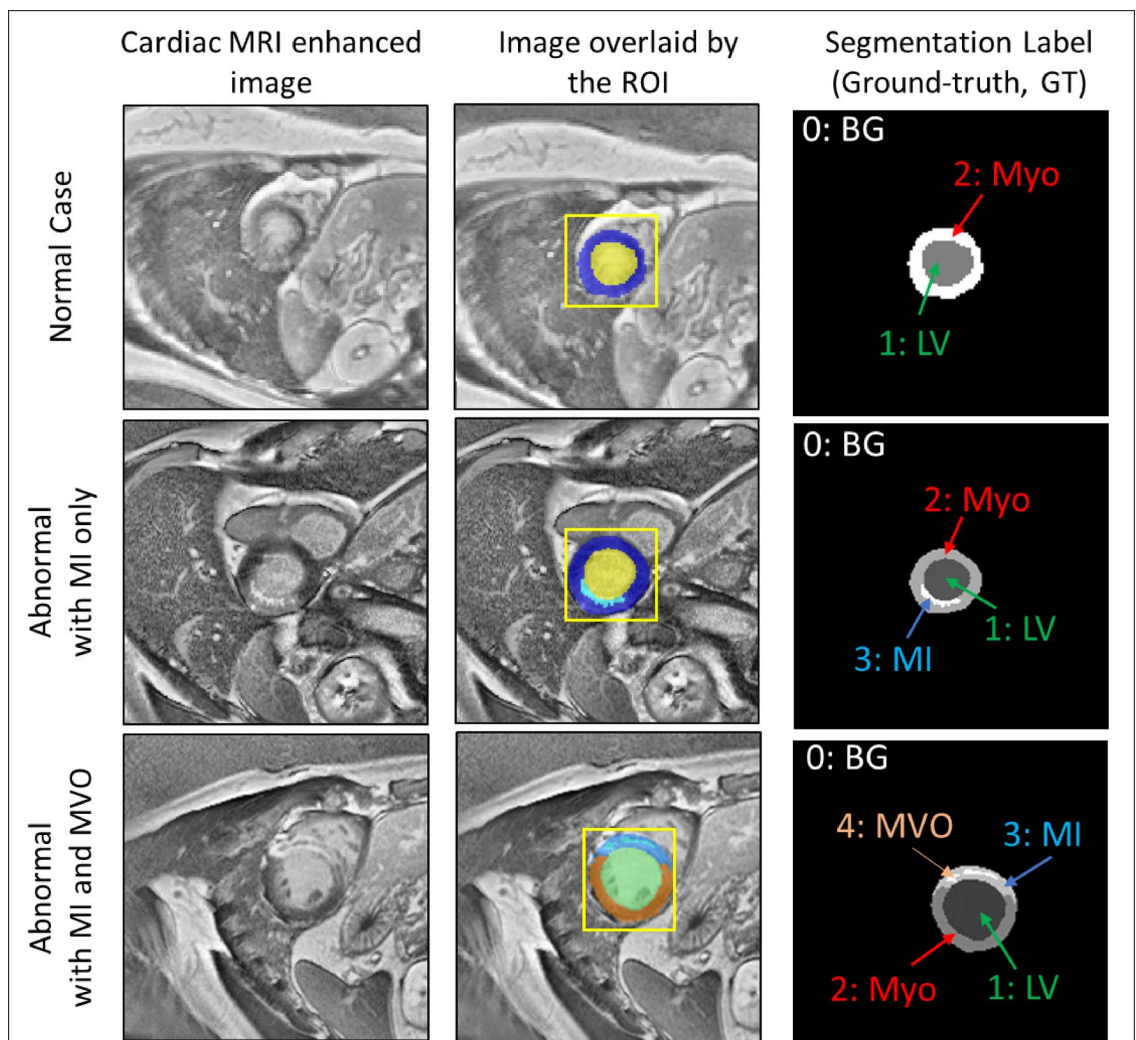 Cardiac MRI enhanced
image
Image overlaid by
the ROI
Segmentation Label
(Ground-truth, GT)
Normal Case
0: BG
2: Myo
1: LV
Abnormal
with MI only
0: BG
2: Myo
1: LV
3: MI
Abnormal
with MI and MVO
0: BG
4: MVO
3: MI
2: Myo
1: LV